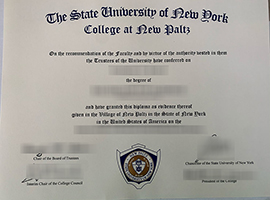 The State University of New York
College at New Paltz
On the recommendation of the Faculty and by virtue of the authority vested in them
the Trustees of the University have conferred on
the degree of
and have granted this diploma as evidence thereof
given in the Village of New Paltz in the State of New York
in the United States of America on the
Chair of the Board of Trustees
Chancellor of the State University of New York
Interim Chair of the College Council
President of the College